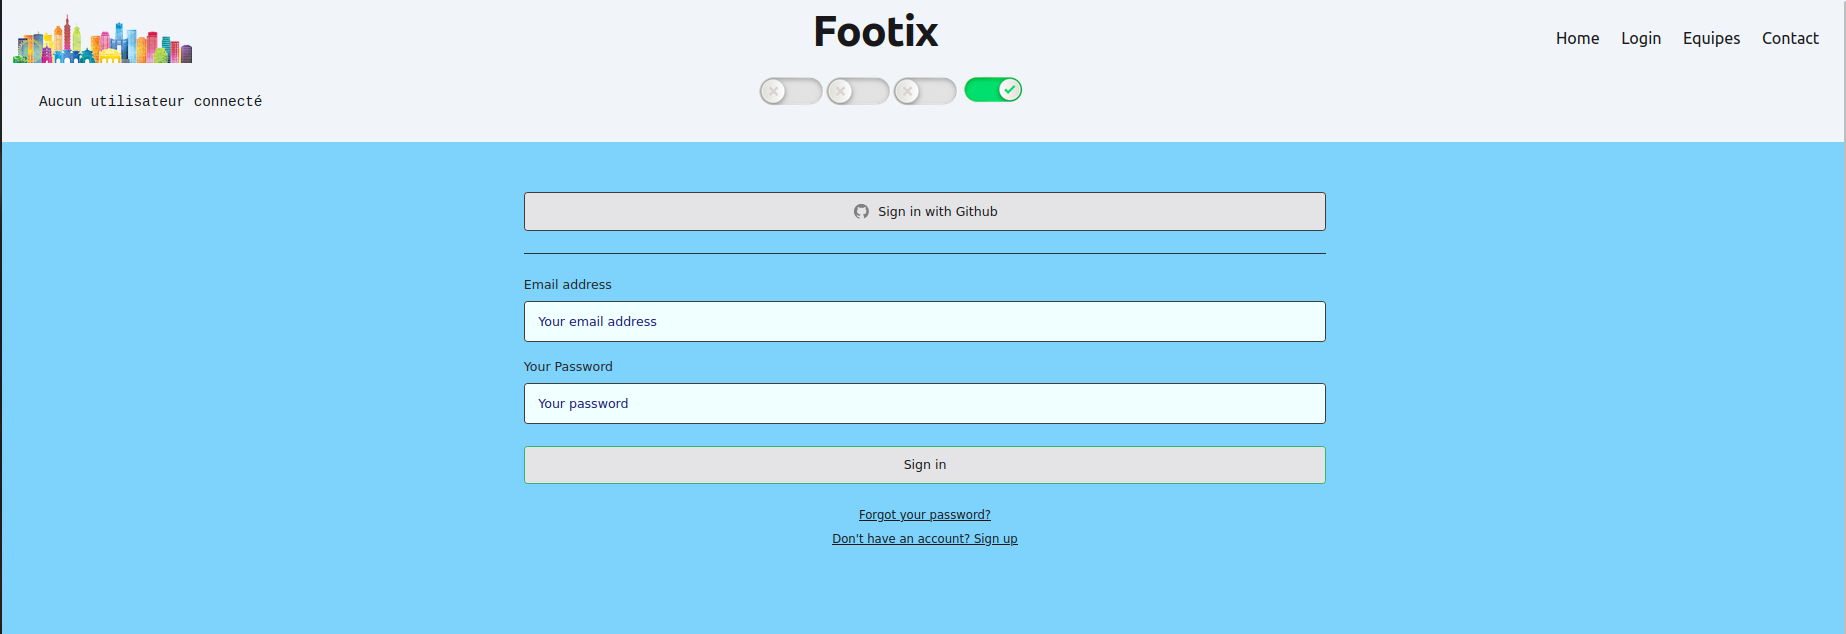 Footix
Home Login Equipes Contact
Aucun utilisateur connecté
Sign in with Github
Email address
Your email address
Your Password
Your password
Sign in
Forgot your password?
Don't have an account? Sign up